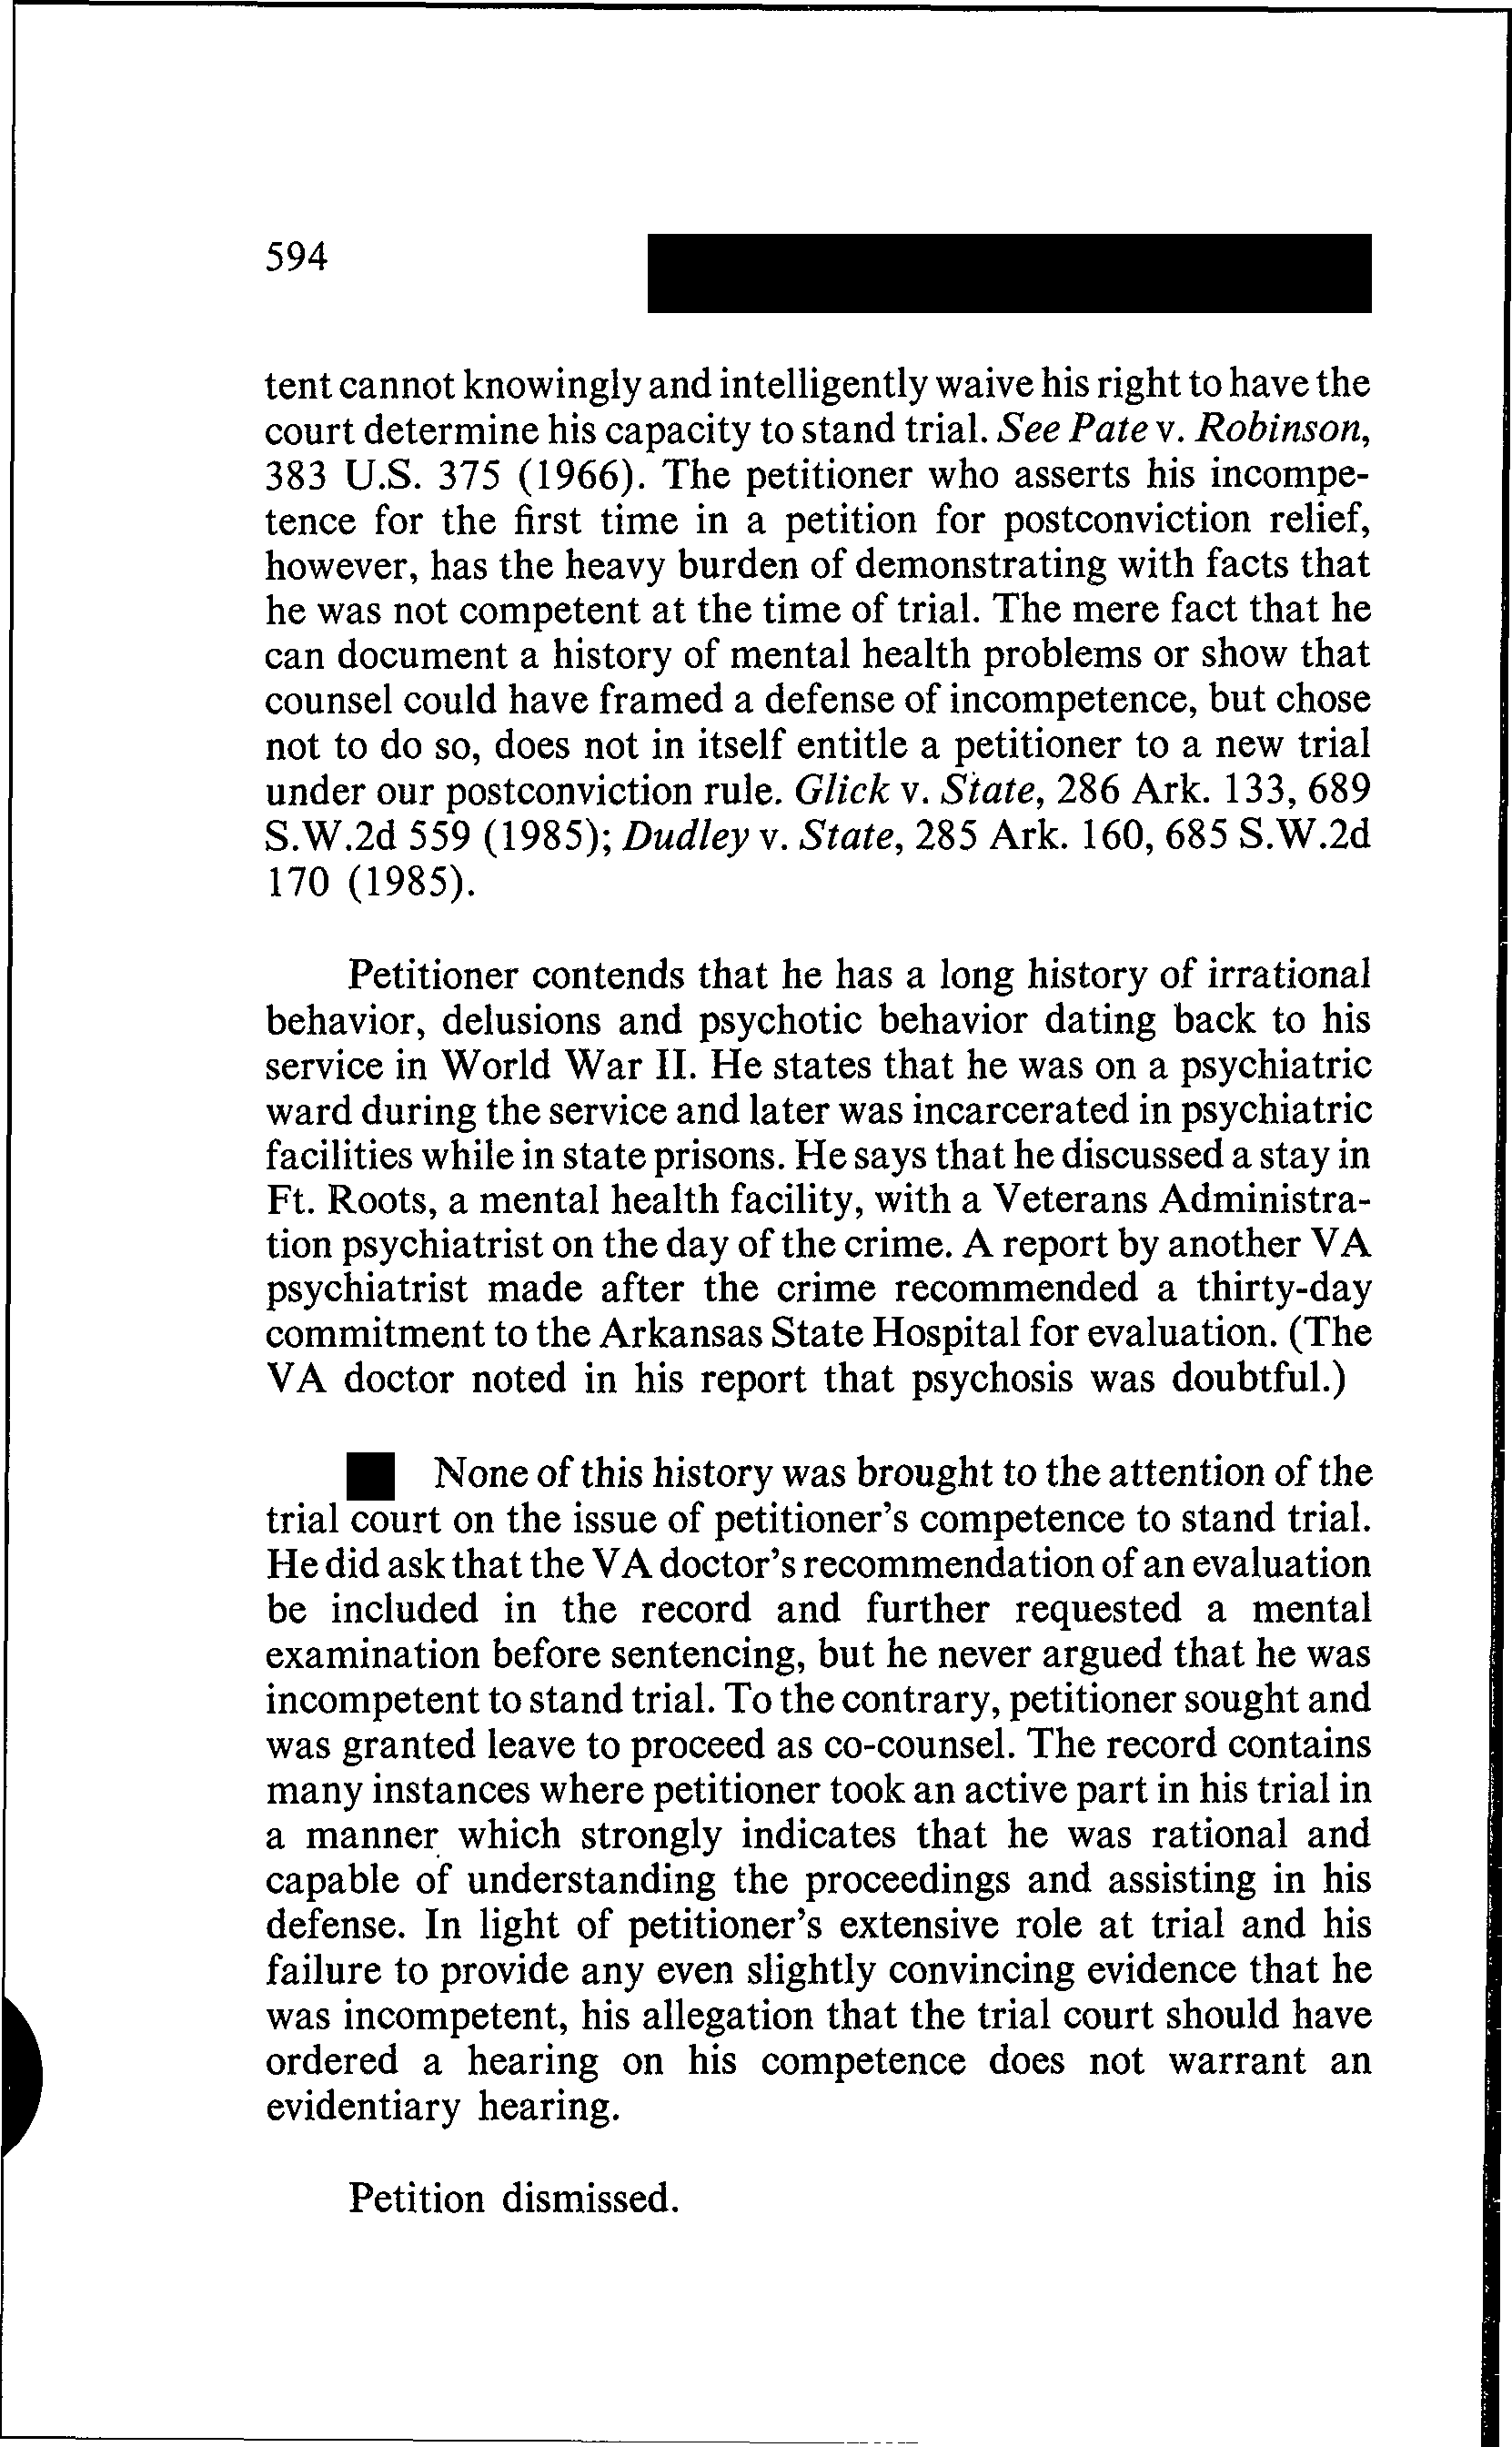 594
tent cannot knowingly and intelligently waive his right to have the
court determine his capacity to stand trial. See Pate v. Robinson,
383 U.S. 375 (1966). The petitioner who asserts his incompe-
tence for the first time in a petition for postconviction relief,
however, has the heavy burden of demonstrating with facts that
he was not competent at the time of trial. The mere fact that he
can document a history of mental health problems or show that
counsel could have framed a defense of incompetence, but chose
not to do so, does not in itself entitle a petitioner to a new trial
under our postconviction rule. Glick v. State, 286 Ark. 133, 689
S.W.2d 559 (1985); Dudley v. State, 285 Ark. 160, 685 S.W.2d
170 (1985).
Petitioner contends that he has a long history of irrational
behavior, delusions and psychotic behavior dating back to his
service in World War II. He states that he was on a psychiatric
ward during the service and later was incarcerated in psychiatric
facilities while in state prisons. He says that he discussed a stay in
Ft. Roots, a mental health facility, with a Veterans Administra-
tion psychiatrist on the day of the crime. A report by another VA
psychiatrist made after the crime recommended a thirty-day
commitment to the Arkansas State Hospital for evaluation. (The
VA doctor noted in his report that psychosis was doubtful.)
None of this history was brought to the attention of the
trial court on the issue of petitioner's competence to stand trial.
He did ask that the VA doctor's recommendation of an evaluation
be included in the record and further requested a mental
examination before sentencing, but he never argued that he was
incompetent to stand trial. To the contrary, petitioner sought and
was granted leave to proceed as co-counsel. The record contains
many instances where petitioner took an active part in his trial in
a manner which strongly indicates that he was rational and
capable of understanding the proceedings and assisting in his
defense. In light of petitioner's extensive role at trial and his
failure to provide any even slightly convincing evidence that he
was incompetent, his allegation that the trial court should have
ordered a hearing on his competence does not warrant an
evidentiary hearing.
Petition dismissed.